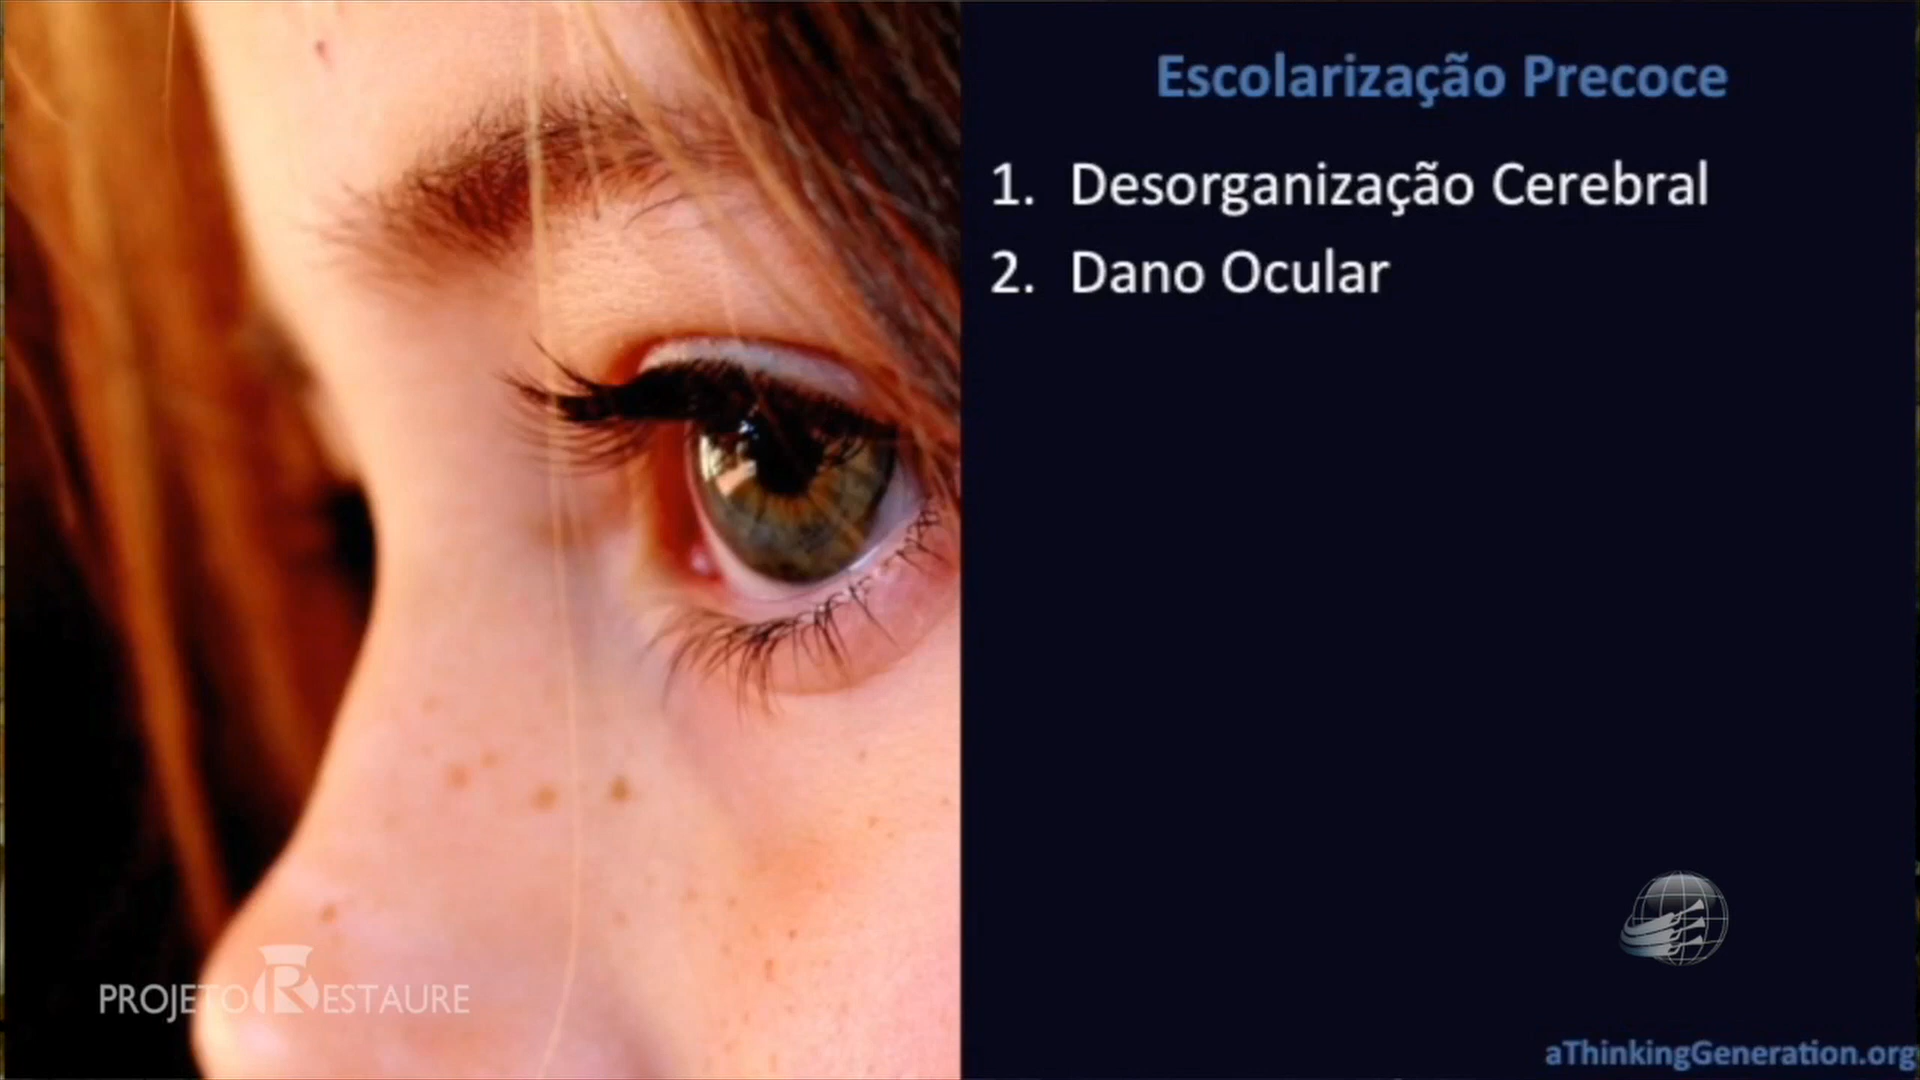 Escolarização Precoce
1. Desorganização Cerebral
2. Dano Ocular
PROJETO RESTAURE
aThinkingGeneration.org